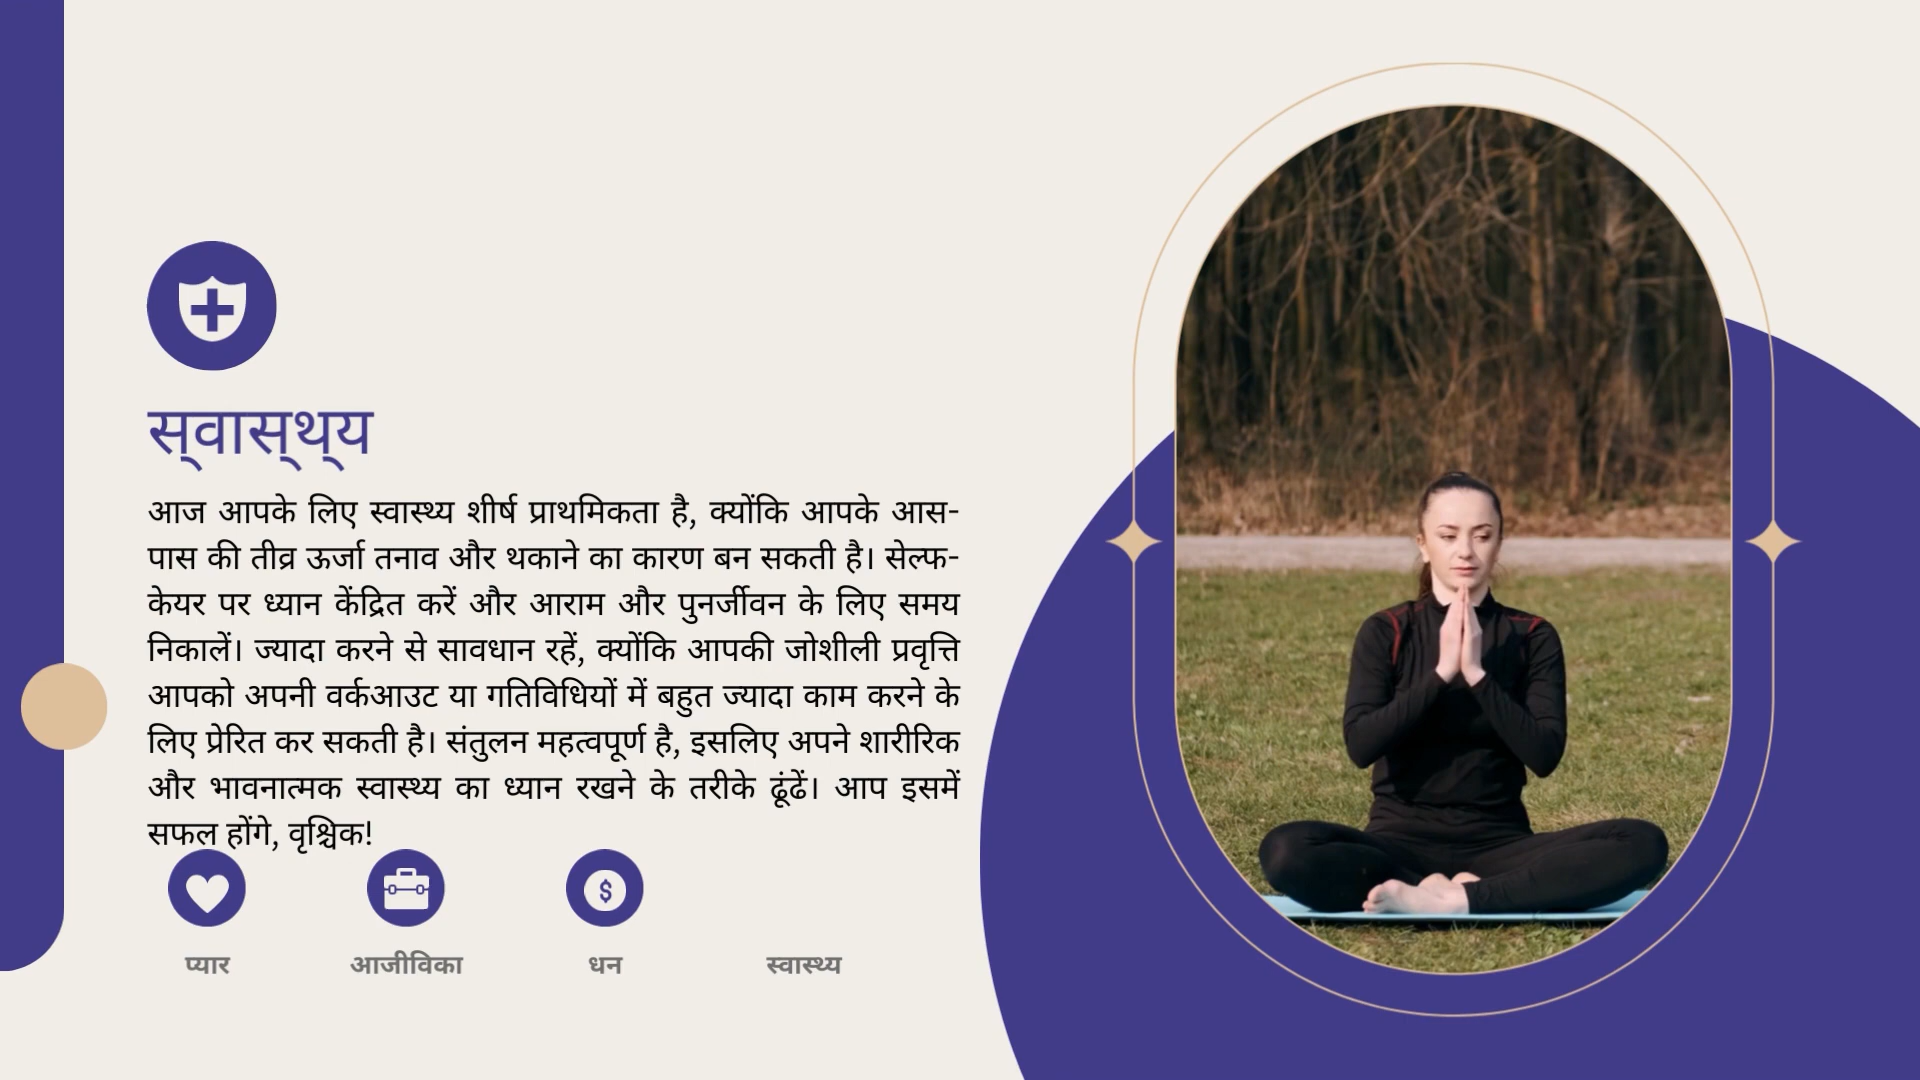 स्वास्थ्य
आज आपके लिए स्वास्थ्य शीर्ष प्राथमिकता है, क्योंकि आपके आस-
पास की तीव्र ऊर्जा तनाव और थकाने का कारण बन सकती है। सेल्फ-
केयर पर ध्यान केंद्रित करें और आराम और पुनर्जीवन के लिए समय
निकालें। ज्यादा करने से सावधान रहें, क्योंकि आपकी जोशीली प्रवृत्ति
आपको अपनी वर्कआउट या गतिविधियों में बहुत ज्यादा काम करने के
लिए प्रेरित कर सकती है। संतुलन महत्वपूर्ण है, इसलिए अपने शारीरिक
और भावनात्मक स्वास्थ्य का ध्यान रखने के तरीके ढूंढें। आप इसमें
सफल होंगे, वृश्चिक!
$
प्यार आजीविका धन स्वास्थ्य